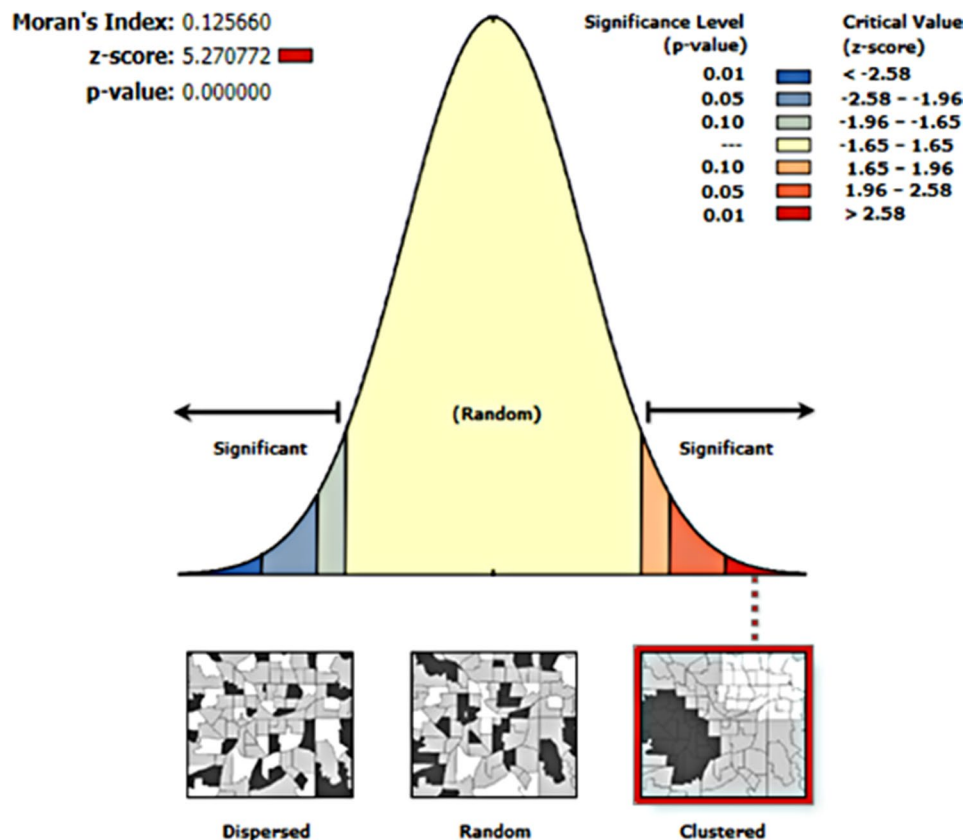 Moran's Index: 0.125660
z-score: 5.270772
p-value: 0.000000
Significance Level
(p-value)
Critical Value
(z-score)
0.01 < -2.58
0.05 -2.58 – -1.96
0.10 -1.96 – -1.65
--- -1.65 – 1.65
0.10 1.65 – 1.96
0.05 1.96 – 2.58
0.01 > 2.58
(Random)
Significant
Significant
Dispersed
Random
Clustered